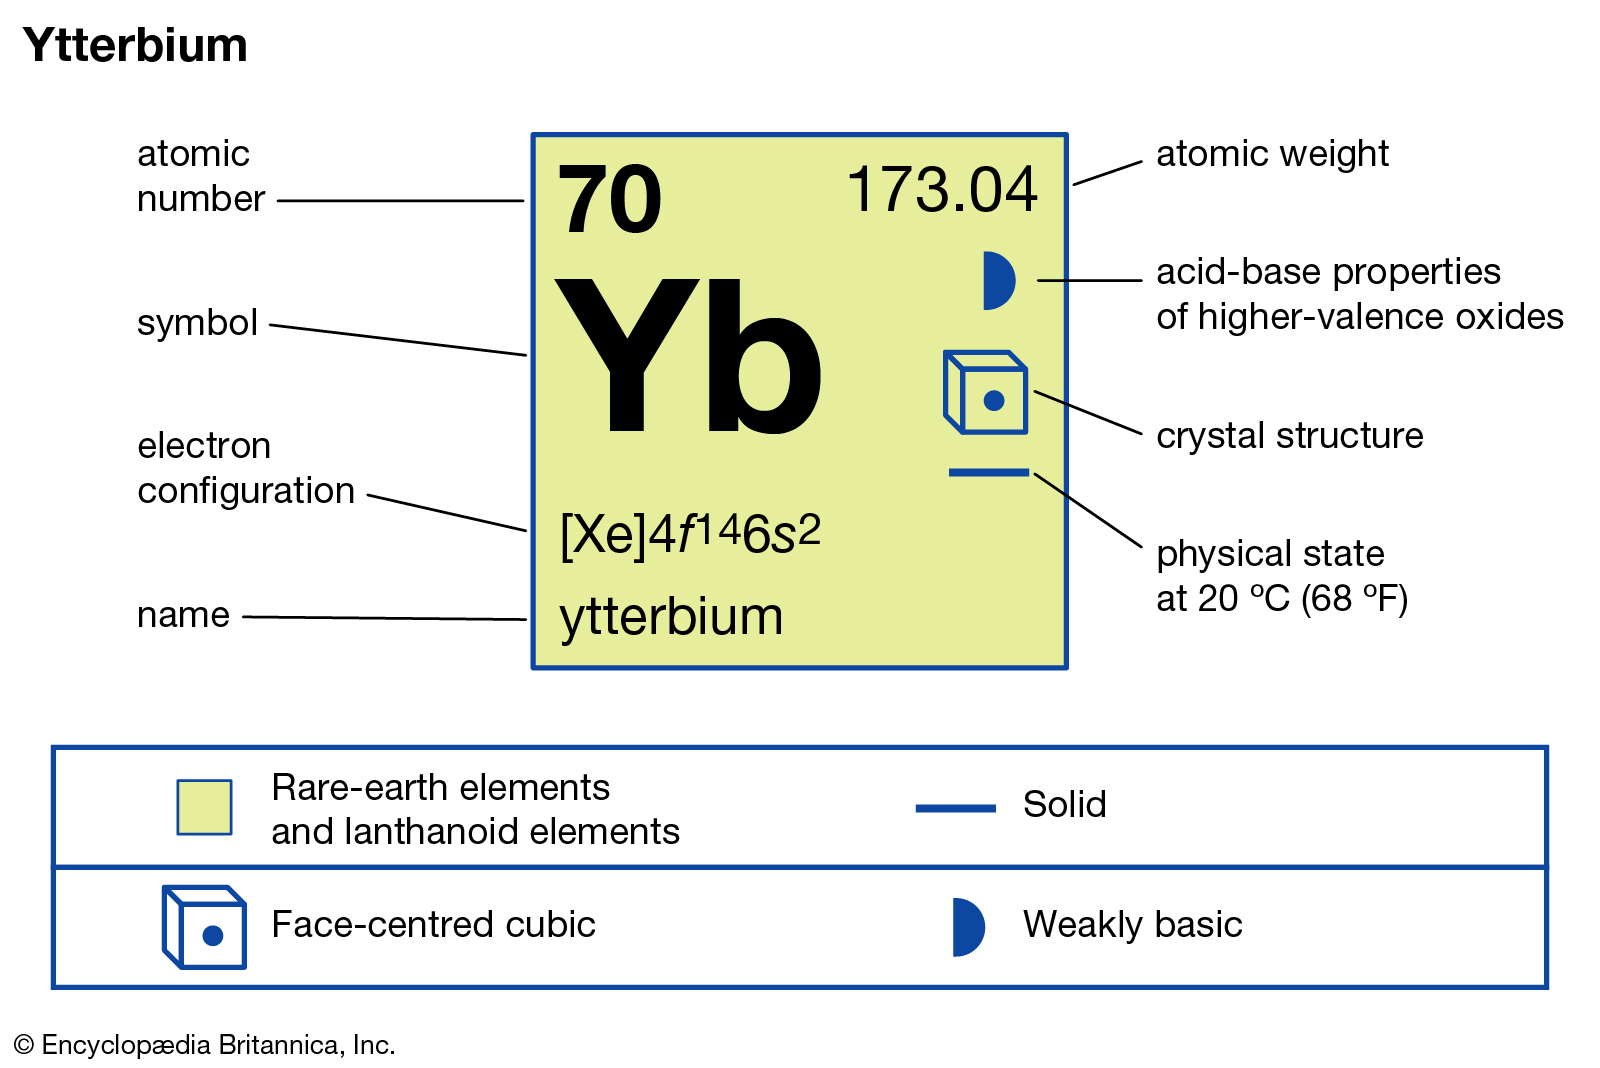 Ytterbium
atomic
number
symbol
electron
configuration
name
70
173.04
Yb
[Xe]4f¹⁴6s²
ytterbium
atomic weight
acid-base properties
of higher-valence oxides
crystal structure
physical state
at 20 ºC (68 ºF)
Rare-earth elements
and lanthanoid elements
Solid
Face-centred cubic
Weakly basic
© Encyclopædia Britannica, Inc.